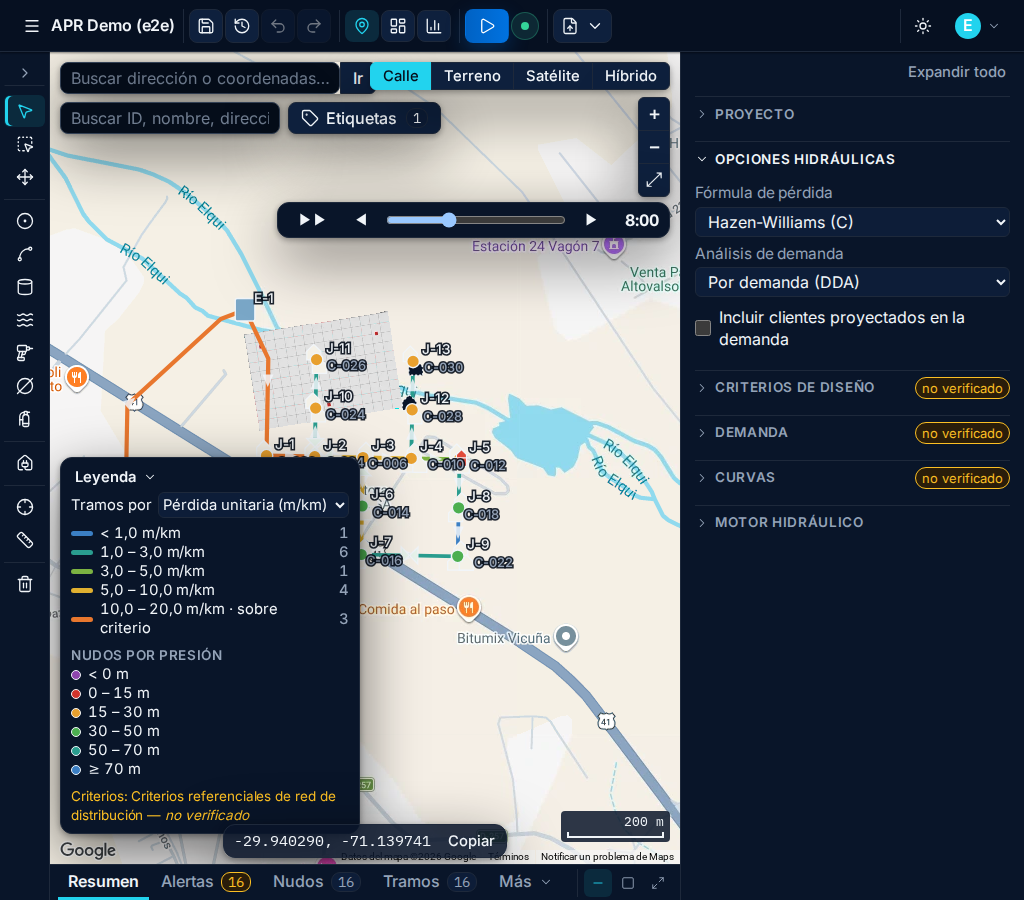 APR Demo (e2e)
E
Buscar dirección o coordenadas...
Ir
Calle
Terreno
Satélite
Híbrido
Buscar ID, nombre, direcci
Etiquetas 1
+
−
8:00
Río Elqui
Río Elqui
Estación 24 Vagón 7
Venta P
Altovalso
E-1
J-11
C-026
J-13
C-030
J-10
C-024
J-12
C-028
J-1
J-2
J-3
J-4
J-5
C-006
C-010
C-012
J-6
C-014
J-8
C-018
J-7
C-016
J-9
C-022
Río Elqui
Río Elqui
Comida al paso
Bitumix Vicuña
41
57
Leyenda
Tramos por Pérdida unitaria (m/km)
< 1,0 m/km 1
1,0 – 3,0 m/km 6
3,0 – 5,0 m/km 1
5,0 – 10,0 m/km 4
10,0 – 20,0 m/km · sobre criterio 3
NUDOS POR PRESIÓN
< 0 m
0 – 15 m
15 – 30 m
30 – 50 m
50 – 70 m
≥ 70 m
Criterios: Criterios referenciales de red de
distribución — no verificado
-29.940290, -71.139741 Copiar
200 m
Google
Datos del mapa ©2026 Google
Términos
Notificar un problema de Maps
Resumen
Alertas 16
Nudos 16
Tramos 16
Más
Expandir todo
PROYECTO
OPCIONES HIDRÁULICAS
Fórmula de pérdida
Hazen-Williams (C)
Análisis de demanda
Por demanda (DDA)
Incluir clientes proyectados en la
demanda
CRITERIOS DE DISEÑO no verificado
DEMANDA no verificado
CURVAS no verificado
MOTOR HIDRÁULICO